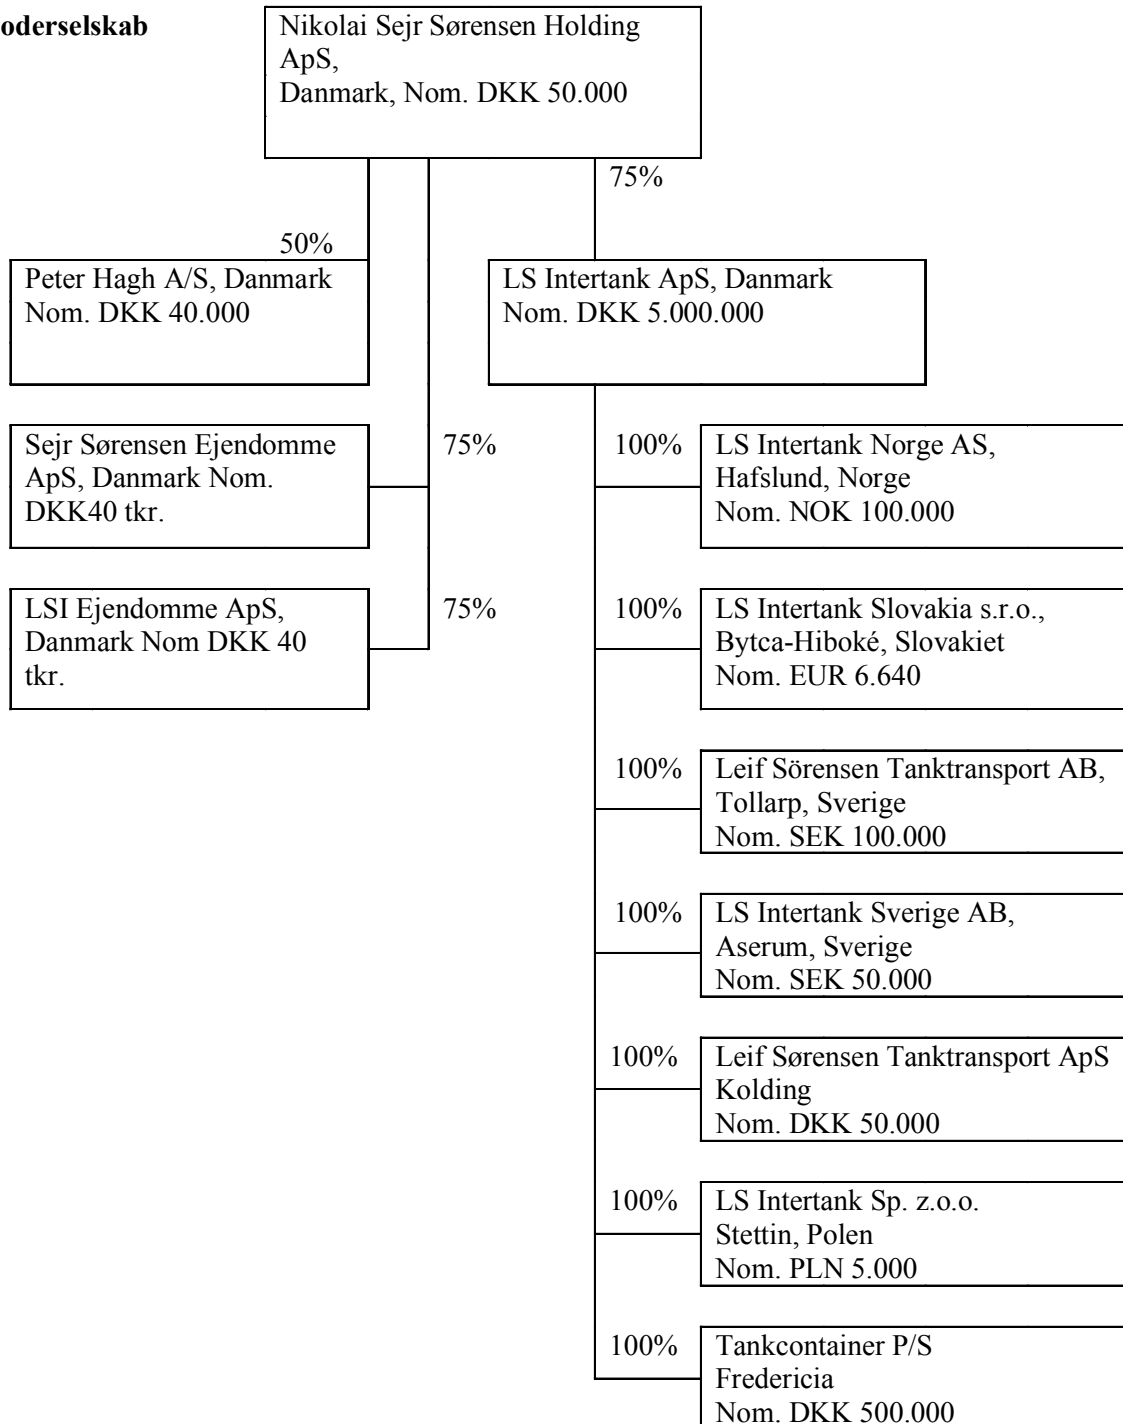 oderselskab
Nikolai Sejr Sørensen Holding
ApS,
Danmark, Nom. DKK 50.000
75%
50%
Peter Hagh A/S, Danmark
Nom. DKK 40.000
LS Intertank ApS, Danmark
Nom. DKK 5.000.000
Sejr Sørensen Ejendomme
ApS, Danmark Nom.
DKK40 tkr.
75%
100%
LS Intertank Norge AS,
Hafslund, Norge
Nom. NOK 100.000
LSI Ejendomme ApS,
Danmark Nom DKK 40
tkr.
75%
100%
LS Intertank Slovakia s.r.o.,
Bytca-Hiboké, Slovakiet
Nom. EUR 6.640
100%
Leif Sörensen Tanktransport AB,
Tollarp, Sverige
Nom. SEK 100.000
100%
LS Intertank Sverige AB,
Aserum, Sverige
Nom. SEK 50.000
100%
Leif Sørensen Tanktransport ApS
Kolding
Nom. DKK 50.000
100%
LS Intertank Sp. z.o.o.
Stettin, Polen
Nom. PLN 5.000
100%
Tankcontainer P/S
Fredericia
Nom. DKK 500.000